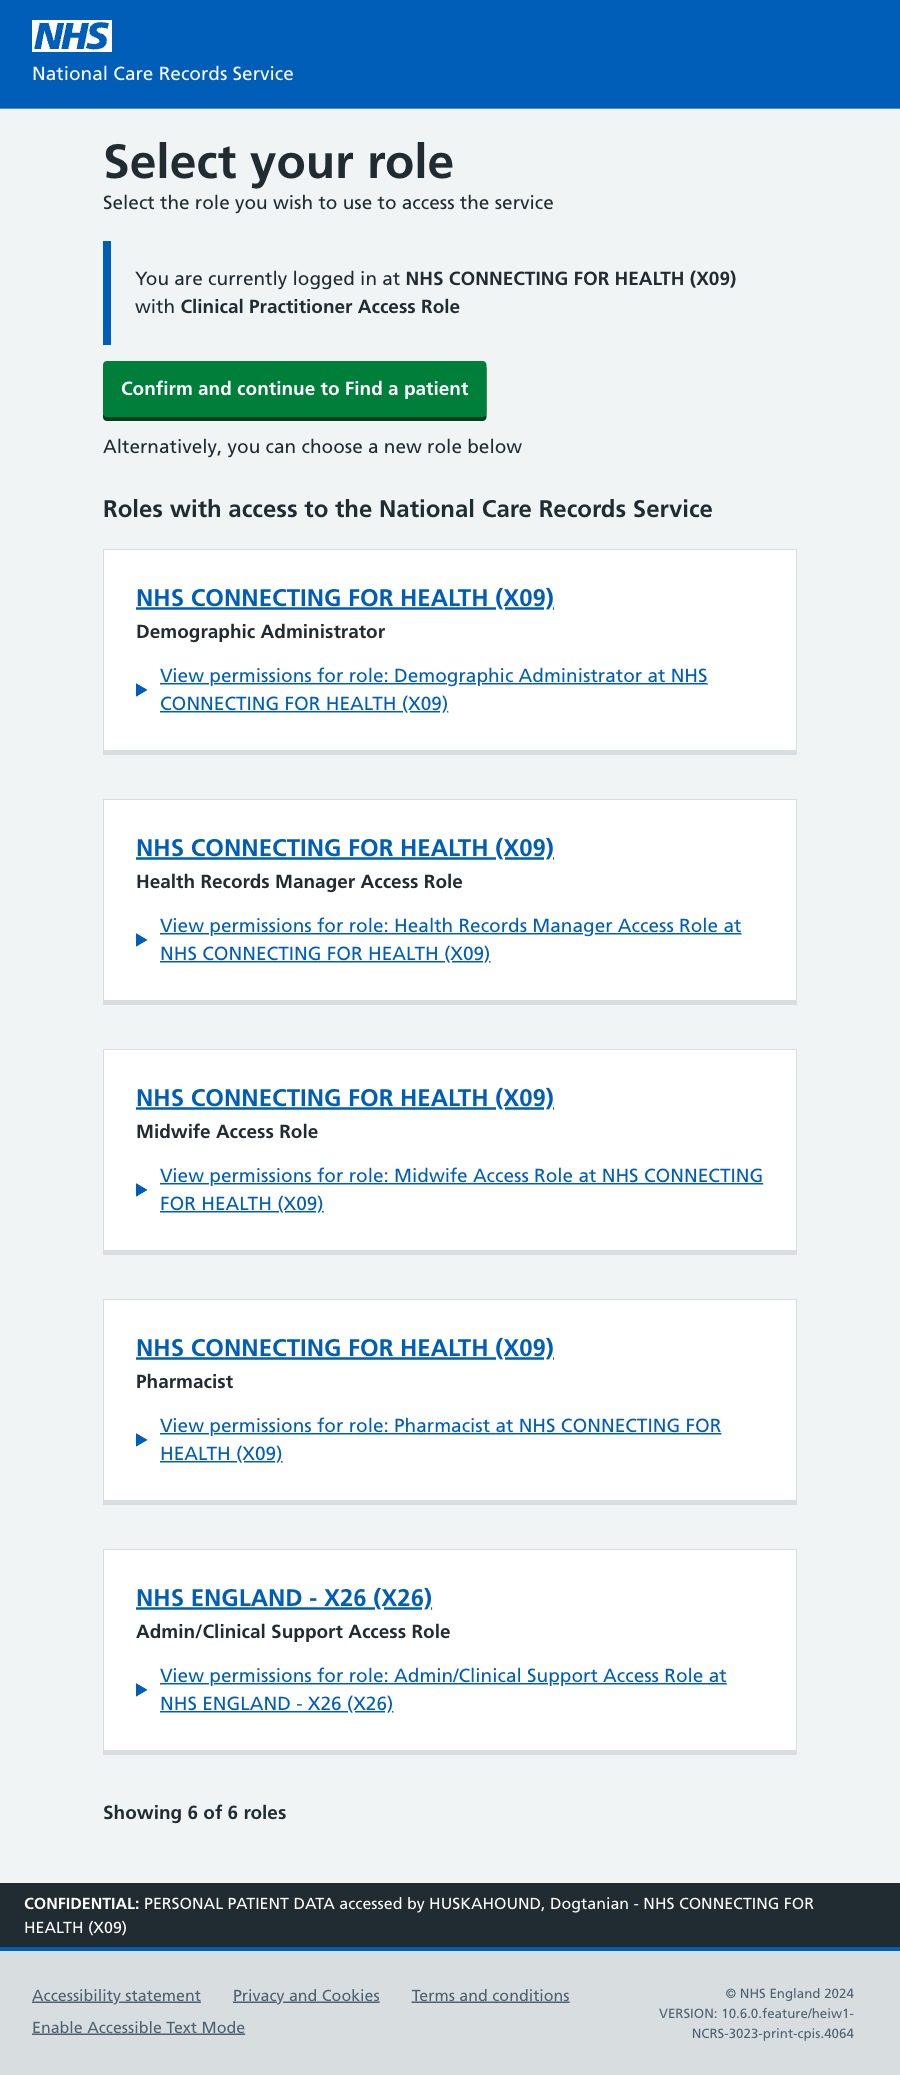 NHS
National Care Records Service
Select your role
Select the role you wish to use to access the service
You are currently logged in at NHS CONNECTING FOR HEALTH (X09)
with Clinical Practitioner Access Role
Confirm and continue to Find a patient
Alternatively, you can choose a new role below
Roles with access to the National Care Records Service
NHS CONNECTING FOR HEALTH (X09)
Demographic Administrator
View permissions for role: Demographic Administrator at NHS
CONNECTING FOR HEALTH (X09)
NHS CONNECTING FOR HEALTH (X09)
Health Records Manager Access Role
View permissions for role: Health Records Manager Access Role at
NHS CONNECTING FOR HEALTH (X09)
NHS CONNECTING FOR HEALTH (X09)
Midwife Access Role
View permissions for role: Midwife Access Role at NHS CONNECTING
FOR HEALTH (X09)
NHS CONNECTING FOR HEALTH (X09)
Pharmacist
View permissions for role: Pharmacist at NHS CONNECTING FOR
HEALTH (X09)
NHS ENGLAND - X26 (X26)
Admin/Clinical Support Access Role
View permissions for role: Admin/Clinical Support Access Role at
NHS ENGLAND - X26 (X26)
Showing 6 of 6 roles
CONFIDENTIAL: PERSONAL PATIENT DATA accessed by HUSKAHOUND, Dogtanian - NHS CONNECTING FOR
HEALTH (X09)
Accessibility statement Privacy and Cookies Terms and conditions
Enable Accessible Text Mode
© NHS England 2024
VERSION: 10.6.0.feature/heiw1-
NCRS-3023-print-cpis.4064